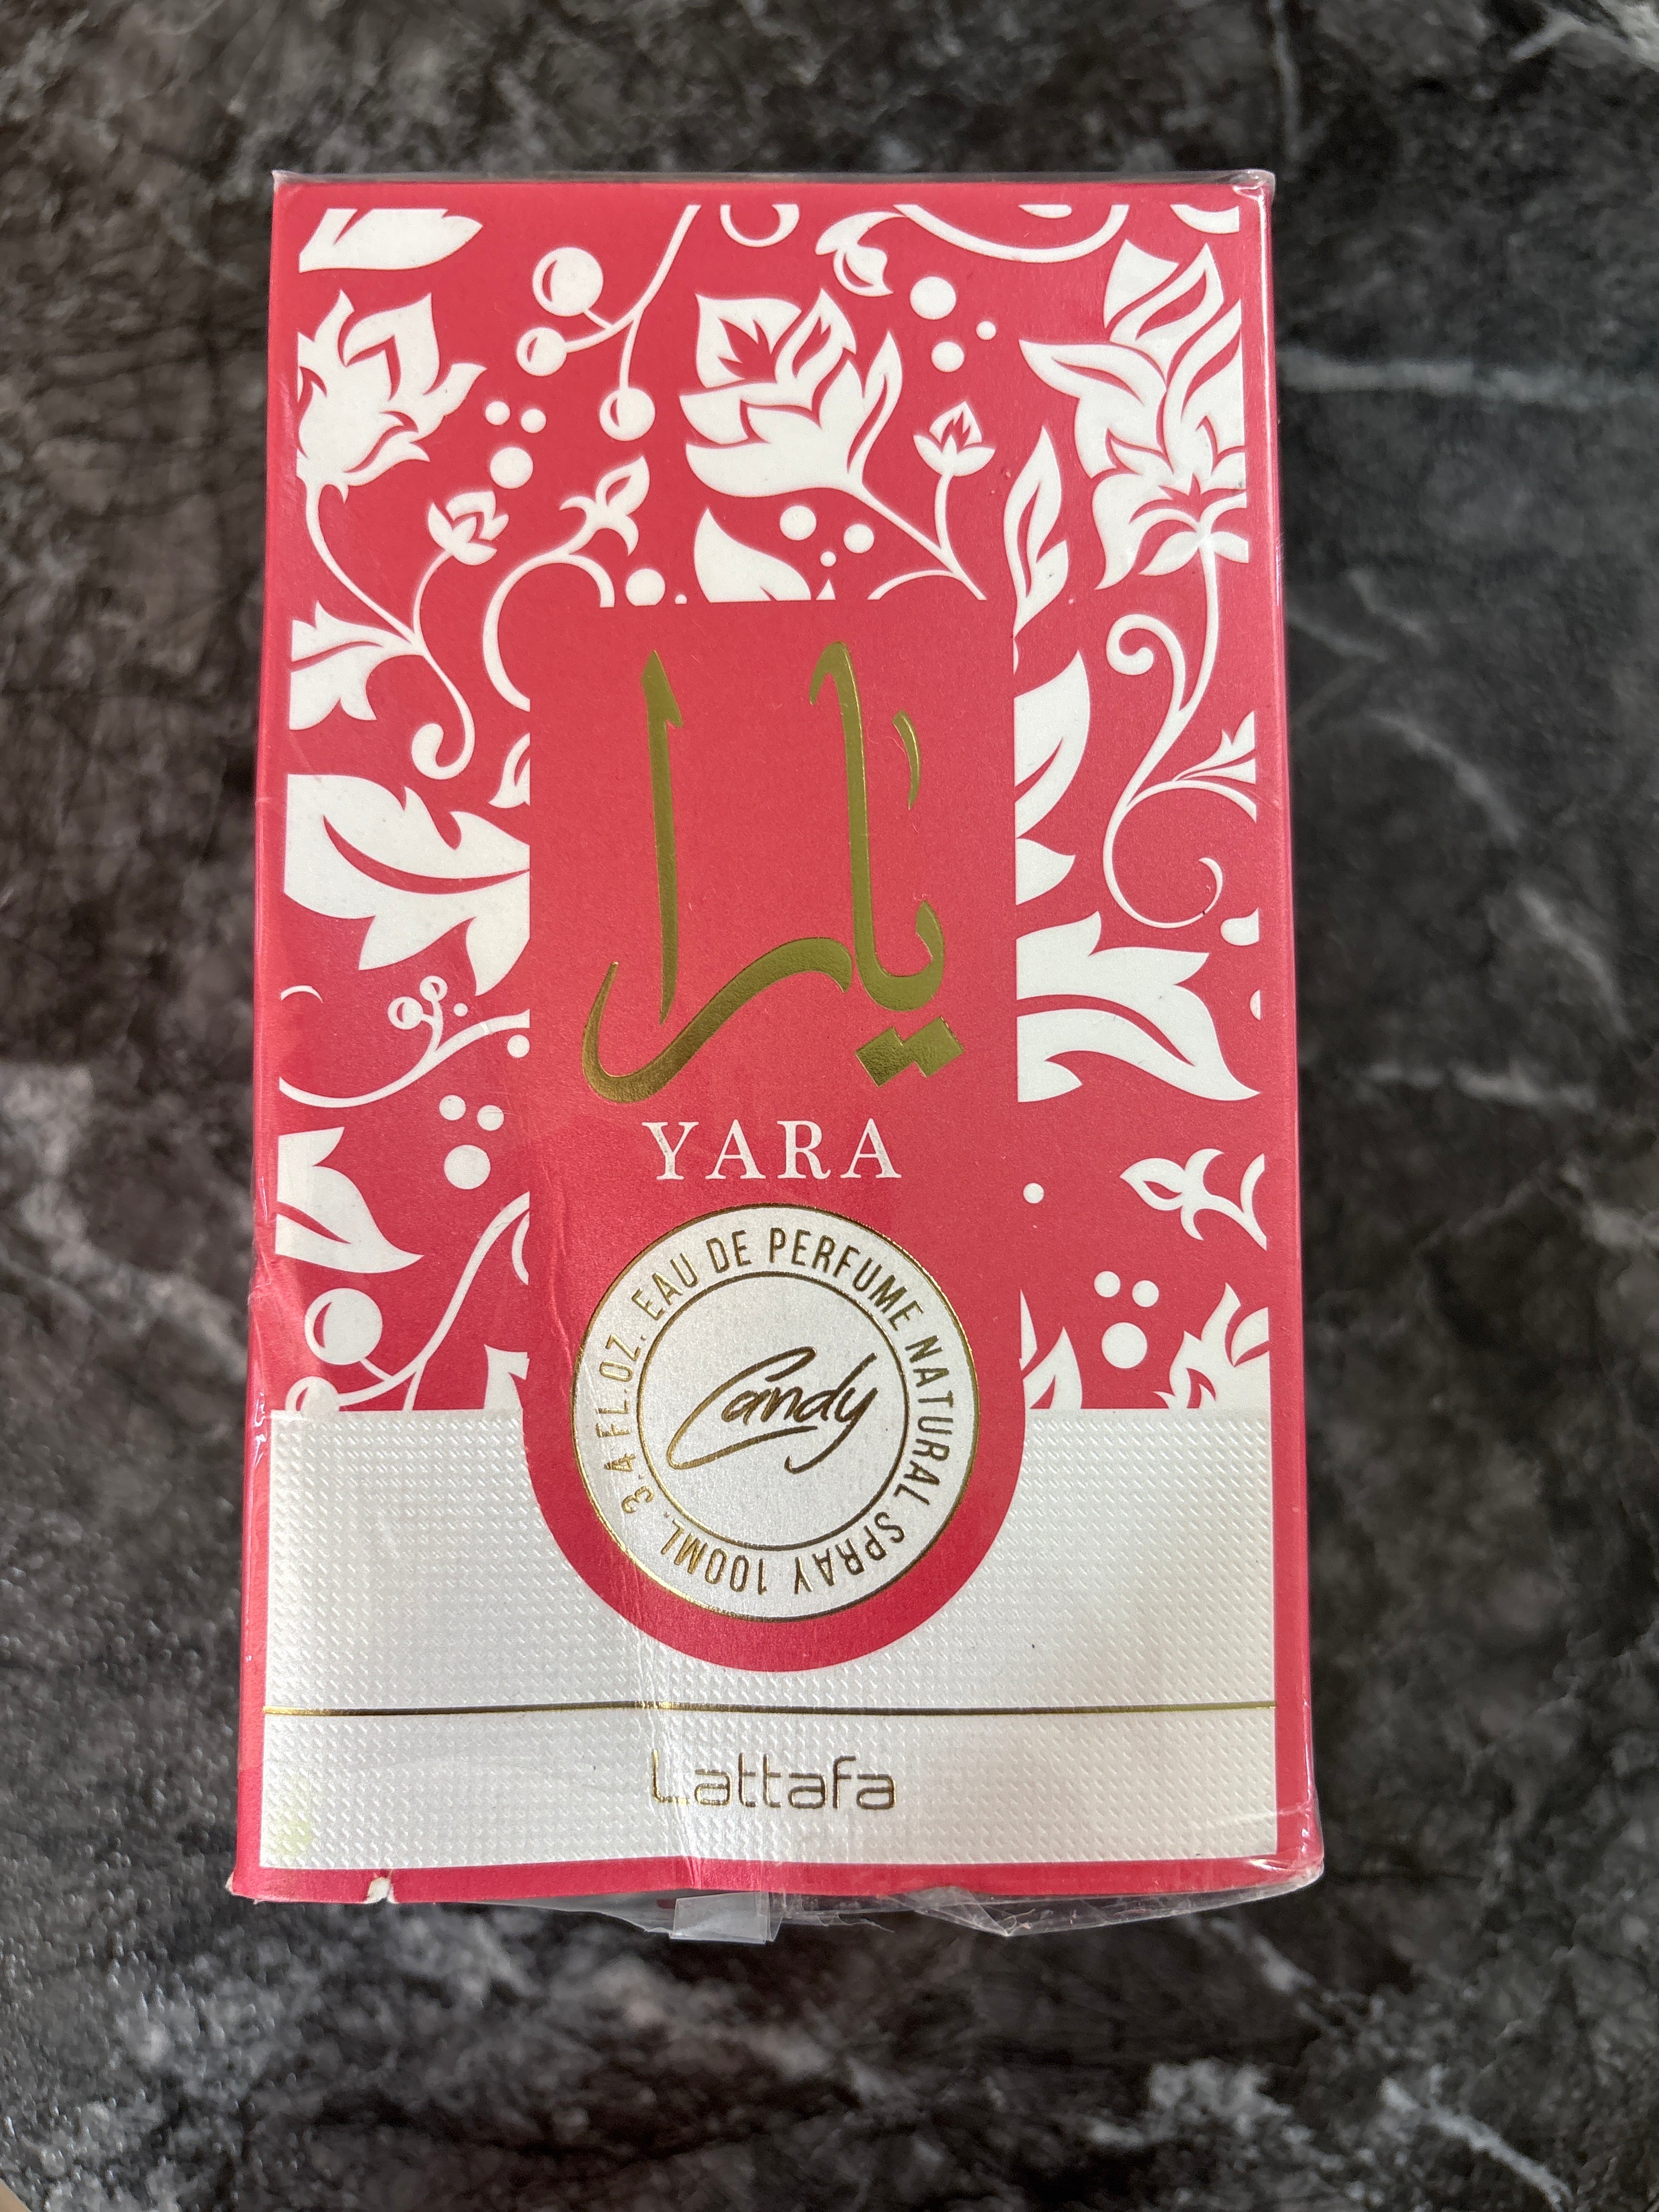 يارا
YARA
EAU DE PERFUME NATURAL SPRAY 100ML. 3.4 FL.OZ.
Candy
Lattafa